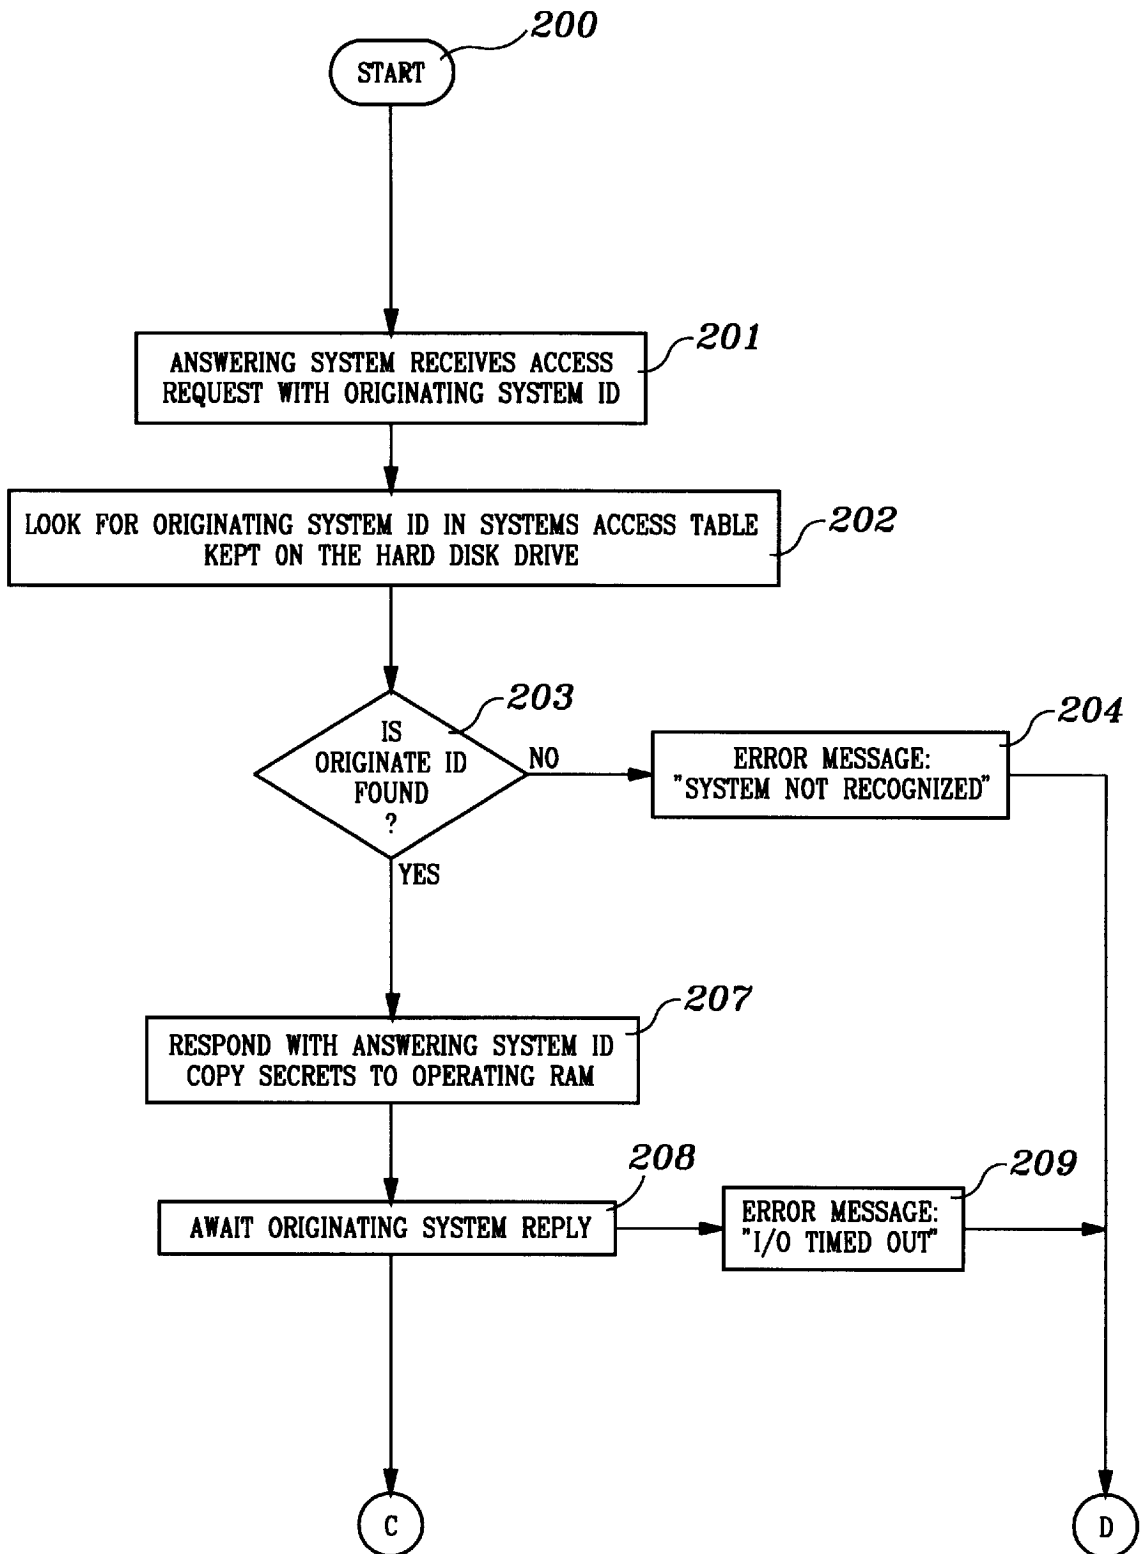 200
START
201
ANSWERING SYSTEM RECEIVES ACCESS
REQUEST WITH ORIGINATING SYSTEM ID
LOOK FOR ORIGINATING SYSTEM ID IN SYSTEMS ACCESS TABLE
KEPT ON THE HARD DISK DRIVE
202
203
IS
ORIGINATE ID
FOUND
?
NO
YES
204
ERROR MESSAGE:
"SYSTEM NOT RECOGNIZED"
207
RESPOND WITH ANSWERING SYSTEM ID
COPY SECRETS TO OPERATING RAM
208
AWAIT ORIGINATING SYSTEM REPLY
209
ERROR MESSAGE:
"I/O TIMED OUT"
C
D